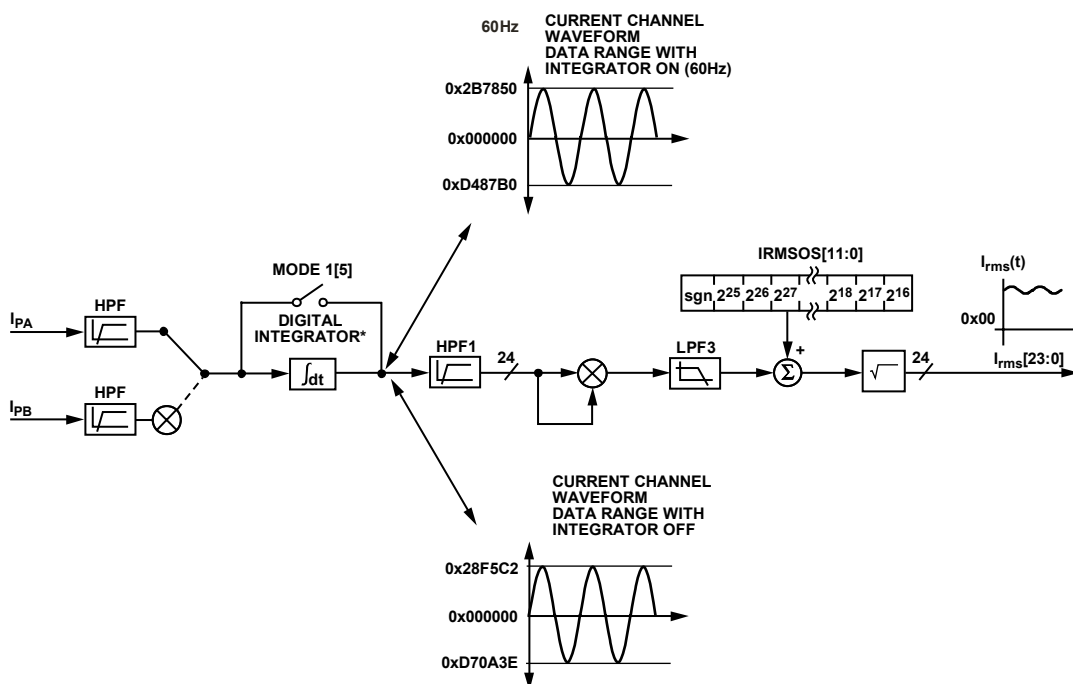 60Hz
CURRENT CHANNEL
WAVEFORM
DATA RANGE WITH
INTEGRATOR ON (60Hz)
0x2B7850
0x000000
0xD487B0
MODE 1[5]
DIGITAL
INTEGRATOR*
∫dt
HPF
IPA
HPF
IPB
HPF1
24
LPF3
IRMSOS[11:0]
sgn 2^25 2^26 2^27 2^18 2^17 2^16
+
Σ
√
24
Irms(t)
0x00
Irms[23:0]
CURRENT CHANNEL
WAVEFORM
DATA RANGE WITH
INTEGRATOR OFF
0x28F5C2
0x000000
0xD70A3E